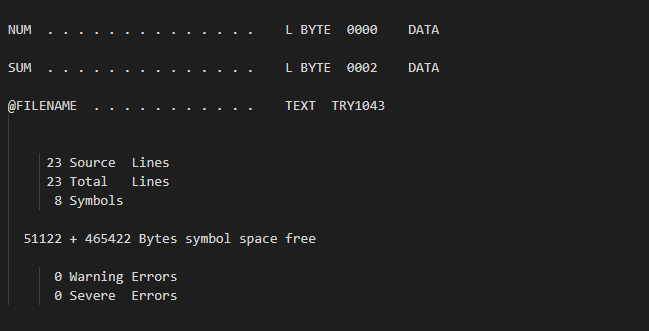 NUM . . . . . . . . . . . . . . L BYTE 0000 DATA
SUM . . . . . . . . . . . . . . L BYTE 0002 DATA
@FILENAME . . . . . . . . . . . TEXT TRY1043
23 Source Lines
23 Total Lines
8 Symbols
51122 + 465422 Bytes symbol space free
0 Warning Errors
0 Severe Errors